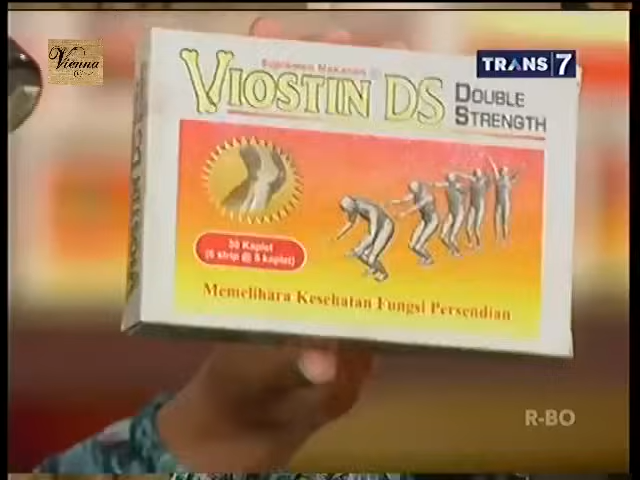 Vienna
TRANS 7
Suplemen Makanan
VIOSTIN DS
DOUBLE
STRENGTH
30 Kaplet
(6 strip @ 5 kaplet)
Memelihara Kesehatan Fungsi Persendian
R-BO